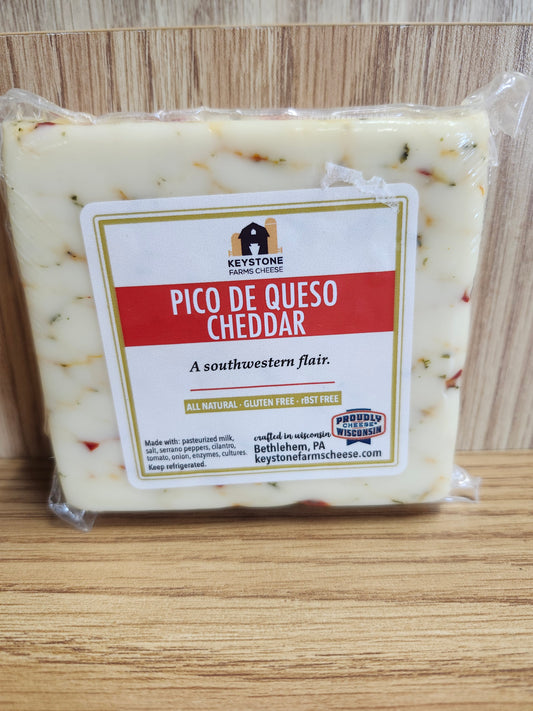 KEYSTONE
FARMS CHEESE
PICO DE QUESO
CHEDDAR
A southwestern flair.
ALL NATURAL · GLUTEN FREE · rBST FREE
Made with: pasteurized milk,
salt, serrano peppers, cilantro,
tomato, onion, enzymes, cultures.
Keep refrigerated.
crafted in wisconsin
Bethlehem, PA
keystonefarmscheese.com
PROUDLY
CHEESE
WISCONSIN